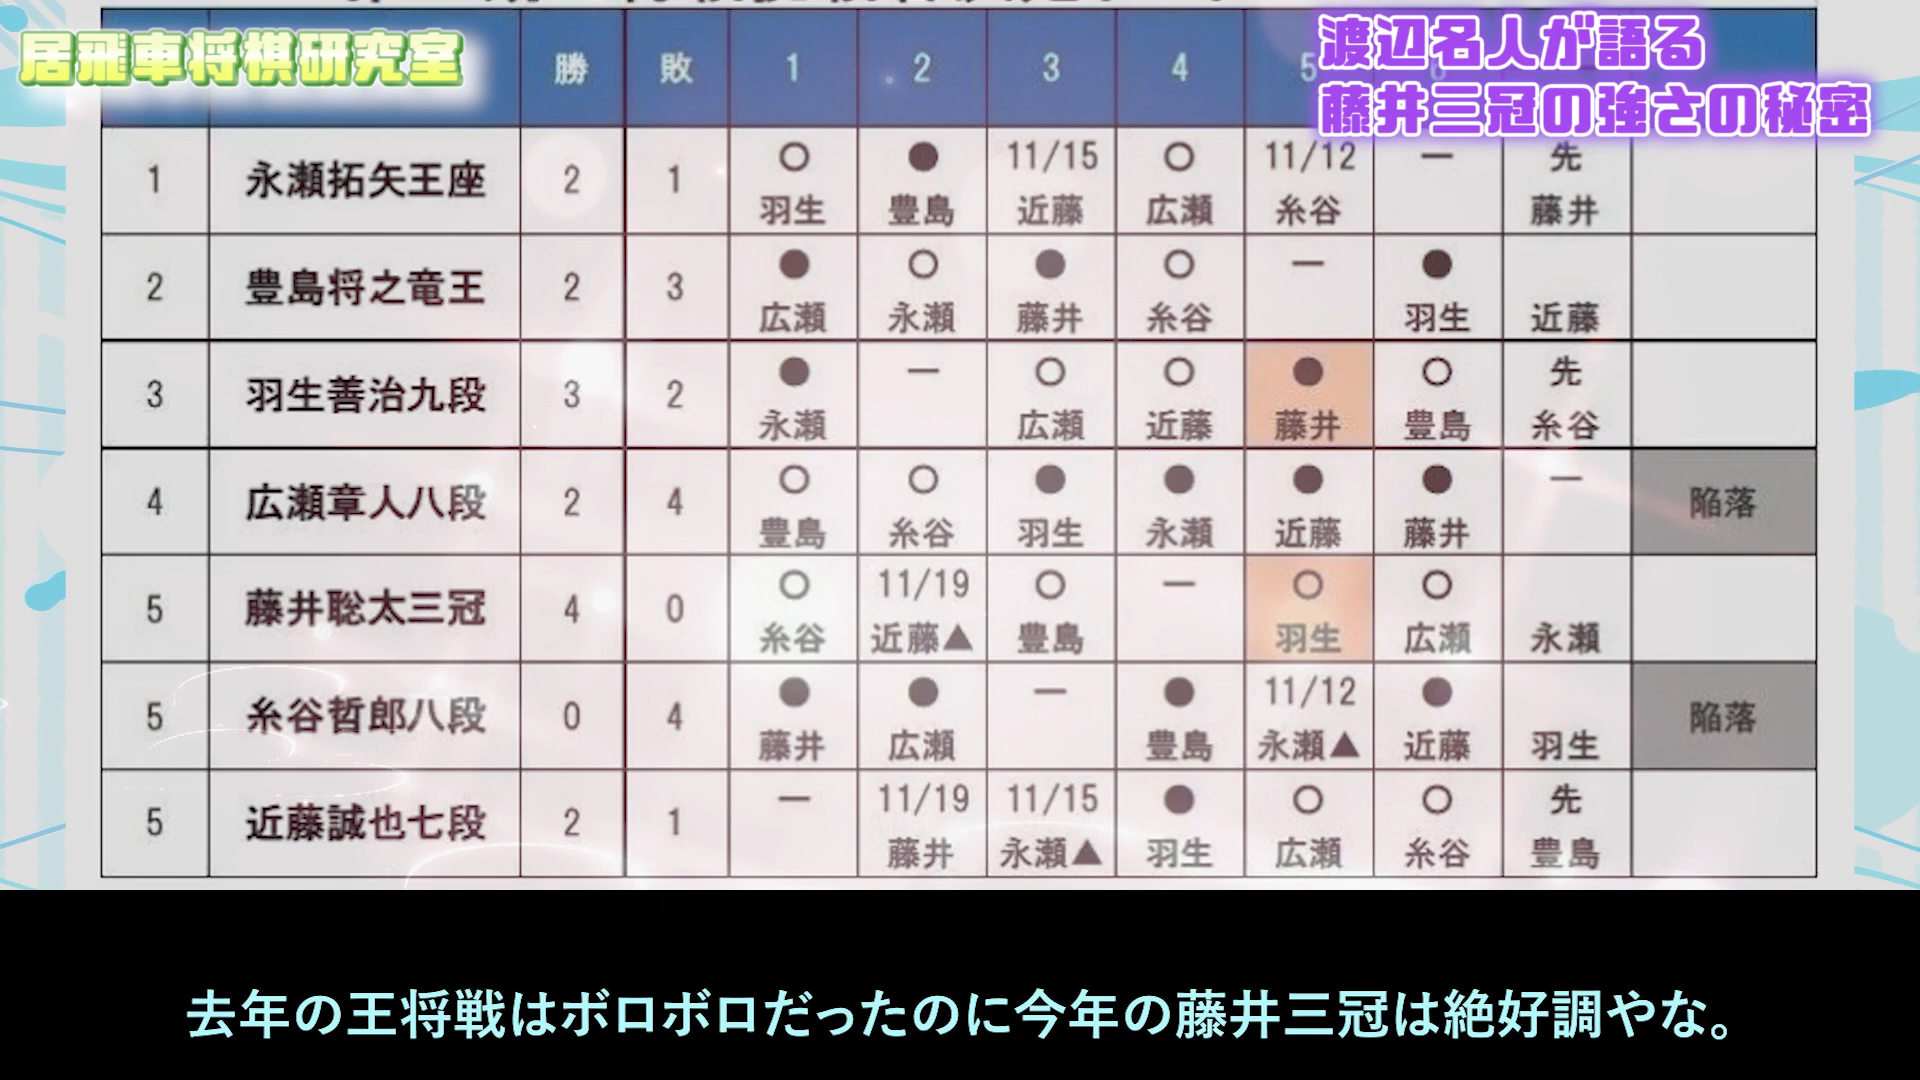 居飛車将棋研究室
渡辺名人が語る
藤井三冠の強さの秘密
勝 敗 1 2 3 4 5
1 永瀬拓矢王座 2 1 ○ ● 11/15 ○ 11/12 ー 先
羽生 豊島 近藤 広瀬 糸谷 藤井
2 豊島将之竜王 2 3 ● ○ ● ○ ー ●
広瀬 永瀬 藤井 糸谷 羽生 近藤
3 羽生善治九段 3 2 ● ー ○ ○ ● ○ 先
永瀬 広瀬 近藤 藤井 豊島 糸谷
4 広瀬章人八段 2 4 ○ ○ ● ● ● ● ー 陥落
豊島 糸谷 羽生 永瀬 近藤 藤井
5 藤井聡太三冠 4 0 ○ 11/19 ○ ー ○ ○
糸谷 近藤▲ 豊島 羽生 広瀬 永瀬
5 糸谷哲郎八段 0 4 ● ● ー ● 11/12 ● 陥落
藤井 広瀬 豊島 永瀬▲ 近藤 羽生
5 近藤誠也七段 2 1 ー 11/19 11/15 ● ○ ○ 先
藤井 永瀬▲ 羽生 広瀬 糸谷 豊島
去年の王将戦はボロボロだったのに今年の藤井三冠は絶好調やな。